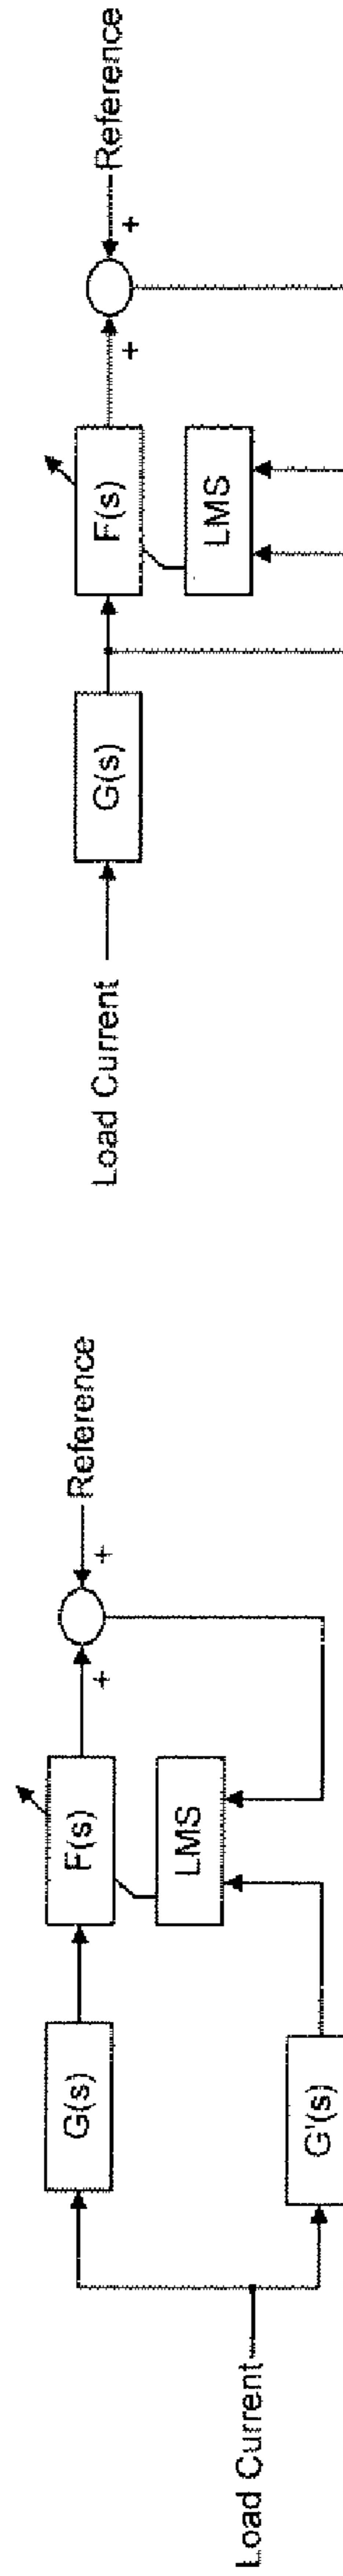 Load Current
G(s)
F(s)
LMS
G'(s)
+
+
Reference
Load Current
G(s)
F(s)
LMS
+
+
Reference